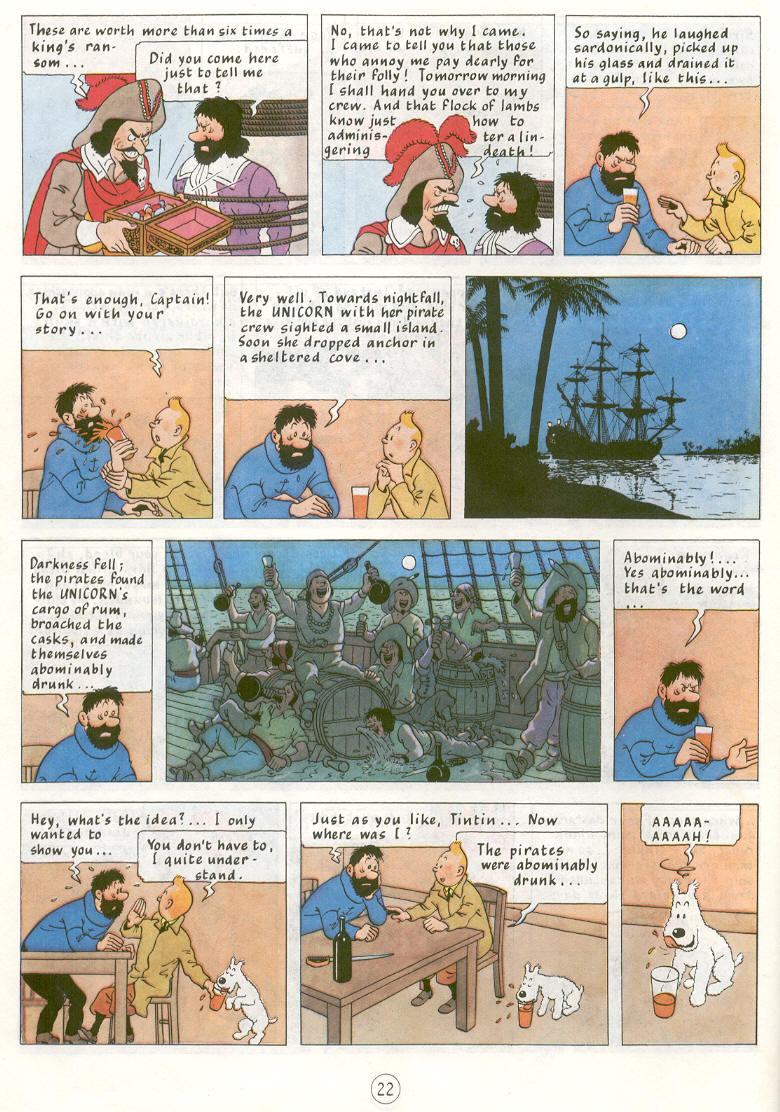 These are worth more than six times a
king's ran-
som...
Did you come here
just to tell me
that?
No, that's not why I came.
I came to tell you that those
who annoy me pay dearly for
their folly! Tomorrow morning
I shall hand you over to my
crew. And that flock of lambs
know just how to
adminis- ter a lin-
gering death!
So saying, he laughed
sardonically, picked up
his glass and drained it
at a gulp, like this...
That's enough, Captain!
Go on with your
story...
Very well. Towards nightfall,
the UNICORN with her pirate
crew sighted a small island.
Soon she dropped anchor in
a sheltered cove...
Darkness fell;
the pirates found
the UNICORN's
cargo of rum,
broached the
casks, and made
themselves
abominably
drunk...
Abominably!...
Yes abominably...
that's the word
...
Hey, what's the idea?... I only
wanted to
show you...
You don't have to,
I quite under-
stand.
Just as you like, Tintin... Now
where was I?
The pirates
were abominably
drunk...
AAAAA-
AAAAH!
22